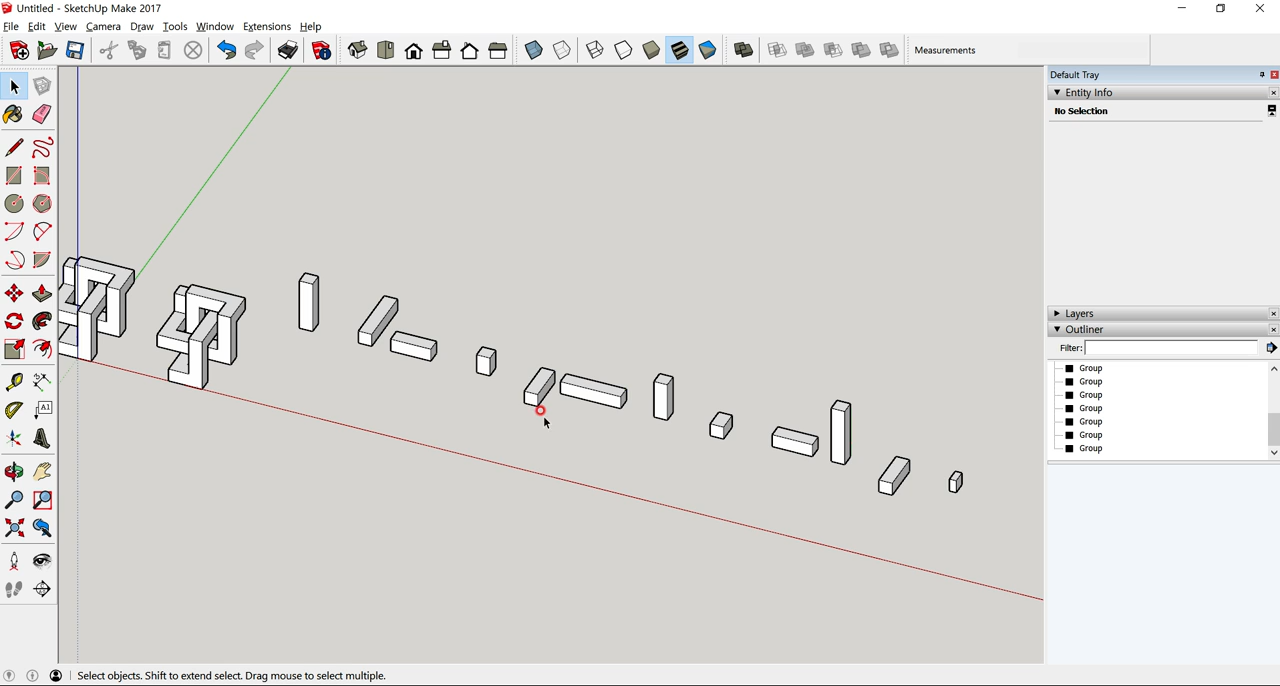 Untitled - SketchUp Make 2017
File Edit View Camera Draw Tools Window Extensions Help
Measurements
Default Tray
Entity Info
No Selection
Layers
Outliner
Filter:
Group
Group
Group
Group
Group
Group
Group
A1
Select objects. Shift to extend select. Drag mouse to select multiple.